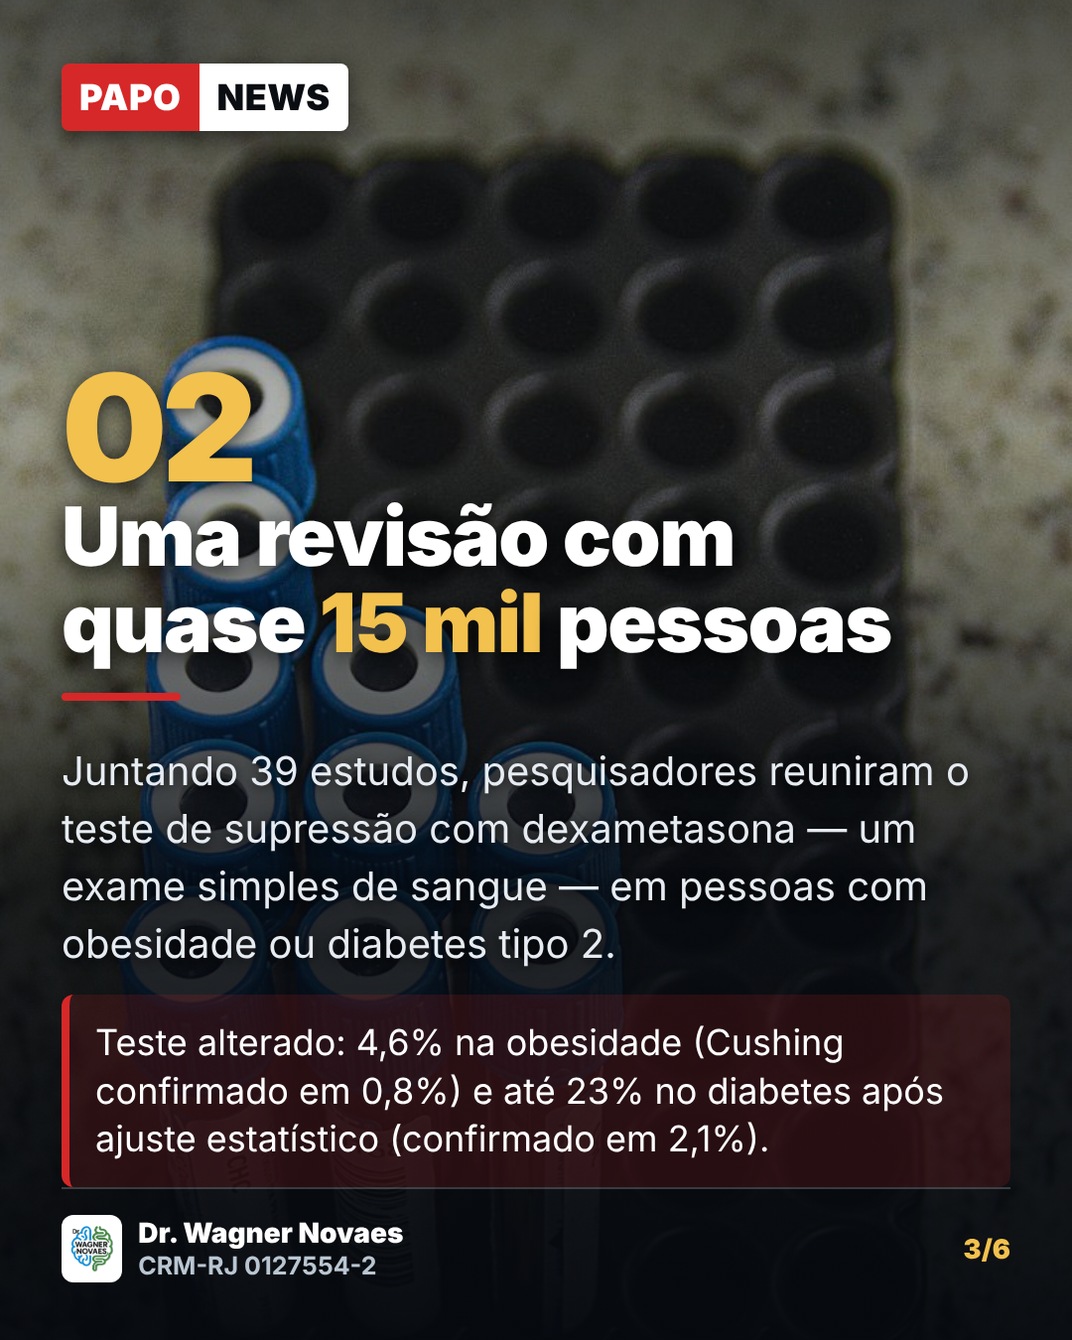 PAPO NEWS
02
Uma revisão com
quase 15 mil pessoas
Juntando 39 estudos, pesquisadores reuniram o
teste de supressão com dexametasona — um
exame simples de sangue — em pessoas com
obesidade ou diabetes tipo 2.
Teste alterado: 4,6% na obesidade (Cushing
confirmado em 0,8%) e até 23% no diabetes após
ajuste estatístico (confirmado em 2,1%).
Dr. WAGNER NOVAES
Dr. Wagner Novaes
CRM-RJ 0127554-2
3/6